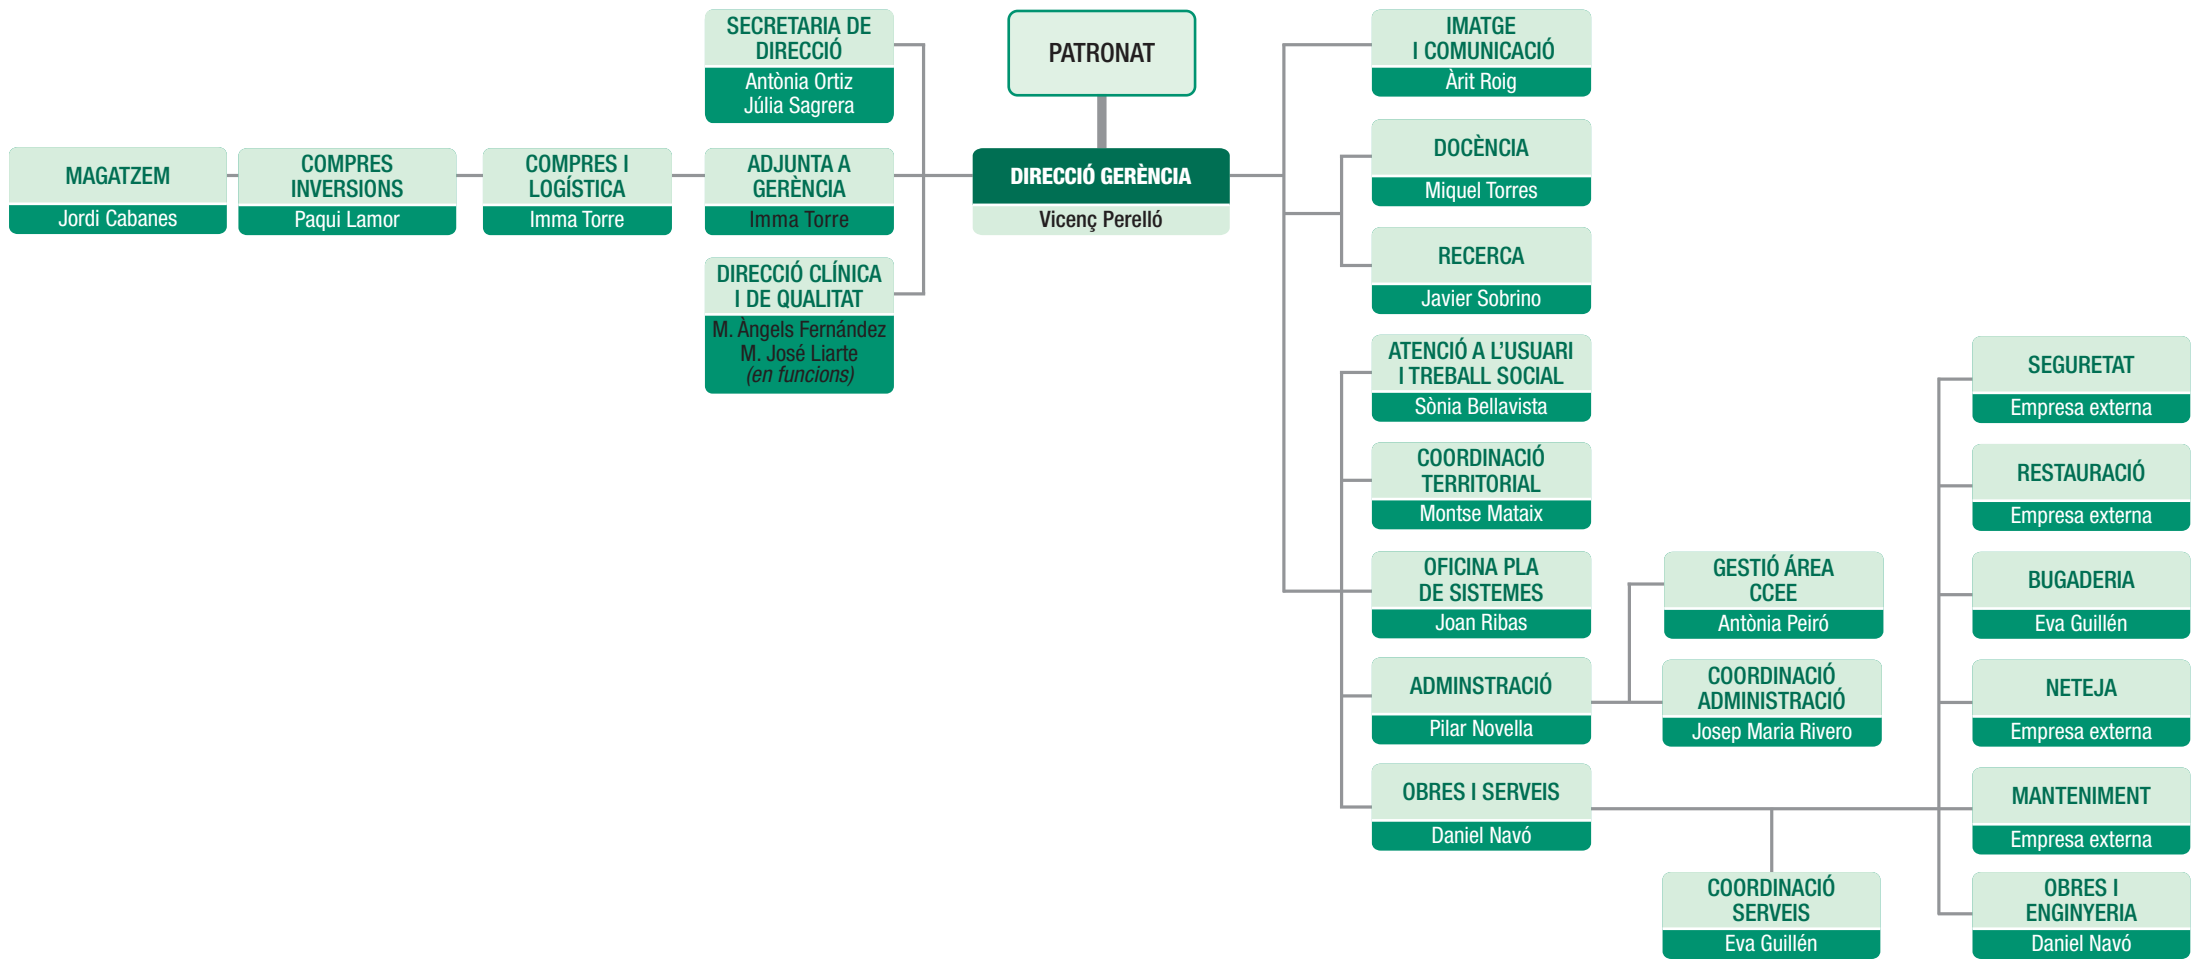 SECRETARIA DE
DIRECCIÓ
Antònia Ortiz
Júlia Sagrera
PATRONAT
IMATGE
I COMUNICACIÓ
Àrit Roig
MAGATZEM
Jordi Cabanes
COMPRES
INVERSIONS
Paqui Lamor
COMPRES I
LOGÍSTICA
Imma Torre
ADJUNTA A
GERÈNCIA
Imma Torre
DIRECCIÓ GERÈNCIA
Vicenç Perelló
DOCÈNCIA
Miquel Torres
RECERCA
Javier Sobrino
DIRECCIÓ CLÍNICA
I DE QUALITAT
M. Àngels Fernández
M. José Liarte
(en funcions)
ATENCIÓ A L’USUARI
I TREBALL SOCIAL
Sònia Bellavista
COORDINACIÓ
TERRITORIAL
Montse Mataix
OFICINA PLA
DE SISTEMES
Joan Ribas
ADMINSTRACIÓ
Pilar Novella
OBRES I SERVEIS
Daniel Navó
GESTIÓ ÁREA
CCEE
Antònia Peiró
COORDINACIÓ
ADMINISTRACIÓ
Josep Maria Rivero
COORDINACIÓ
SERVEIS
Eva Guillén
SEGURETAT
Empresa externa
RESTAURACIÓ
Empresa externa
BUGADERIA
Eva Guillén
NETEJA
Empresa externa
MANTENIMENT
Empresa externa
OBRES I
ENGINYERIA
Daniel Navó